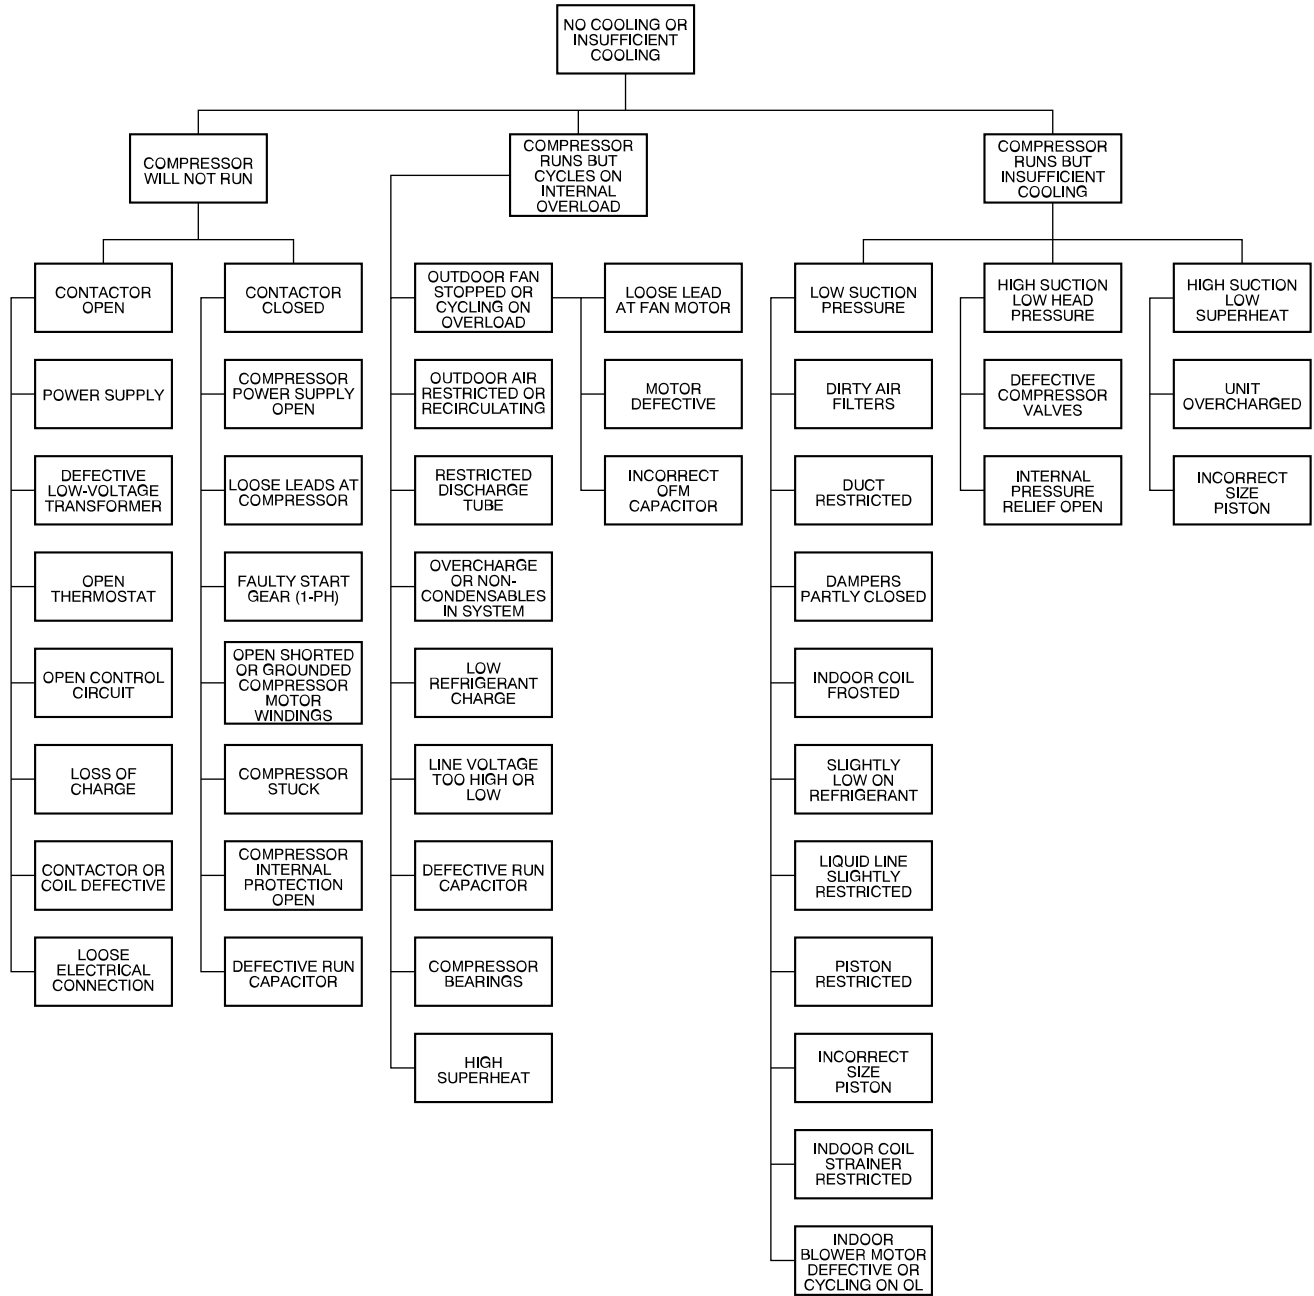 NO COOLING OR
INSUFFICIENT
COOLING
COMPRESSOR
WILL NOT RUN
COMPRESSOR
RUNS BUT
CYCLES ON
INTERNAL
OVERLOAD
COMPRESSOR
RUNS BUT
INSUFFICIENT
COOLING
CONTACTOR
OPEN
POWER SUPPLY
DEFECTIVE
LOW-VOLTAGE
TRANSFORMER
OPEN
THERMOSTAT
OPEN CONTROL
CIRCUIT
LOSS OF
CHARGE
CONTACTOR OR
COIL DEFECTIVE
LOOSE
ELECTRICAL
CONNECTION
CONTACTOR
CLOSED
COMPRESSOR
POWER SUPPLY
OPEN
LOOSE LEADS AT
COMPRESSOR
FAULTY START
GEAR (1-PH)
OPEN SHORTED
OR GROUNDED
COMPRESSOR
MOTOR
WINDINGS
COMPRESSOR
STUCK
COMPRESSOR
INTERNAL
PROTECTION
OPEN
DEFECTIVE RUN
CAPACITOR
OUTDOOR FAN
STOPPED OR
CYCLING ON
OVERLOAD
OUTDOOR AIR
RESTRICTED OR
RECIRCULATING
RESTRICTED
DISCHARGE
TUBE
OVERCHARGE
OR NON-
CONDENSABLES
IN SYSTEM
LOW
REFRIGERANT
CHARGE
LINE VOLTAGE
TOO HIGH OR
LOW
DEFECTIVE RUN
CAPACITOR
COMPRESSOR
BEARINGS
HIGH
SUPERHEAT
LOOSE LEAD
AT FAN MOTOR
MOTOR
DEFECTIVE
INCORRECT
OFM
CAPACITOR
LOW SUCTION
PRESSURE
DIRTY AIR
FILTERS
DUCT
RESTRICTED
DAMPERS
PARTLY CLOSED
INDOOR COIL
FROSTED
SLIGHTLY
LOW ON
REFRIGERANT
LIQUID LINE
SLIGHTLY
RESTRICTED
PISTON
RESTRICTED
INCORRECT
SIZE
PISTON
INDOOR COIL
STRAINER
RESTRICTED
INDOOR
BLOWER MOTOR
DEFECTIVE OR
CYCLING ON OL
HIGH SUCTION
LOW HEAD
PRESSURE
DEFECTIVE
COMPRESSOR
VALVES
INTERNAL
PRESSURE
RELIEF OPEN
HIGH SUCTION
LOW
SUPERHEAT
UNIT
OVERCHARGED
INCORRECT
SIZE
PISTON